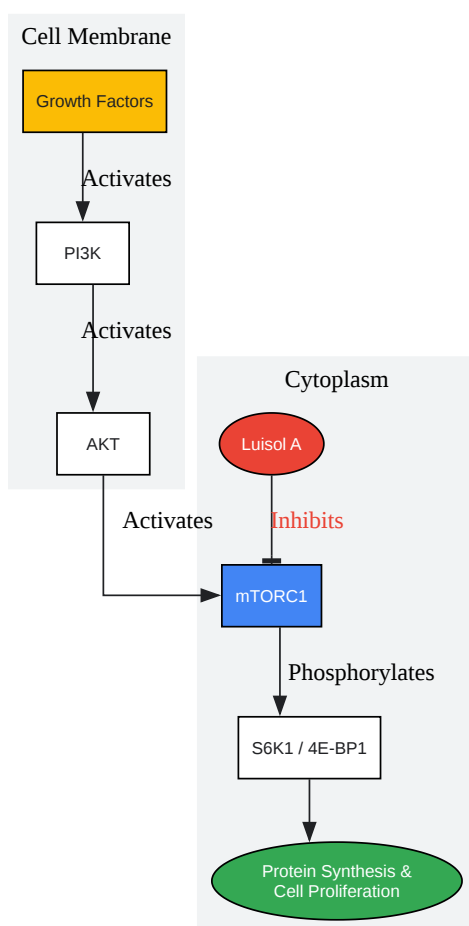 Cell Membrane
Growth Factors
Activates
PI3K
Activates
AKT
Activates
Cytoplasm
Luisol A
Inhibits
mTORC1
Phosphorylates
S6K1 / 4E-BP1
Protein Synthesis &
Cell Proliferation